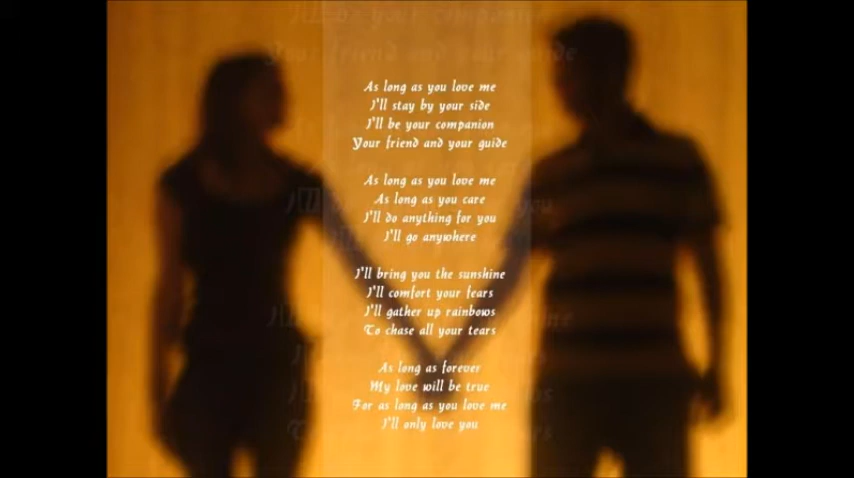 As long as you love me
I'll stay by your side
I'll be your companion
Your friend and your guide

As long as you love me
As long as you care
I'll do anything for you
I'll go anywhere

I'll bring you the sunshine
I'll comfort your fears
I'll gather up rainbows
To chase all your tears

As long as forever
My love will be true
For as long as you love me
I'll only love you